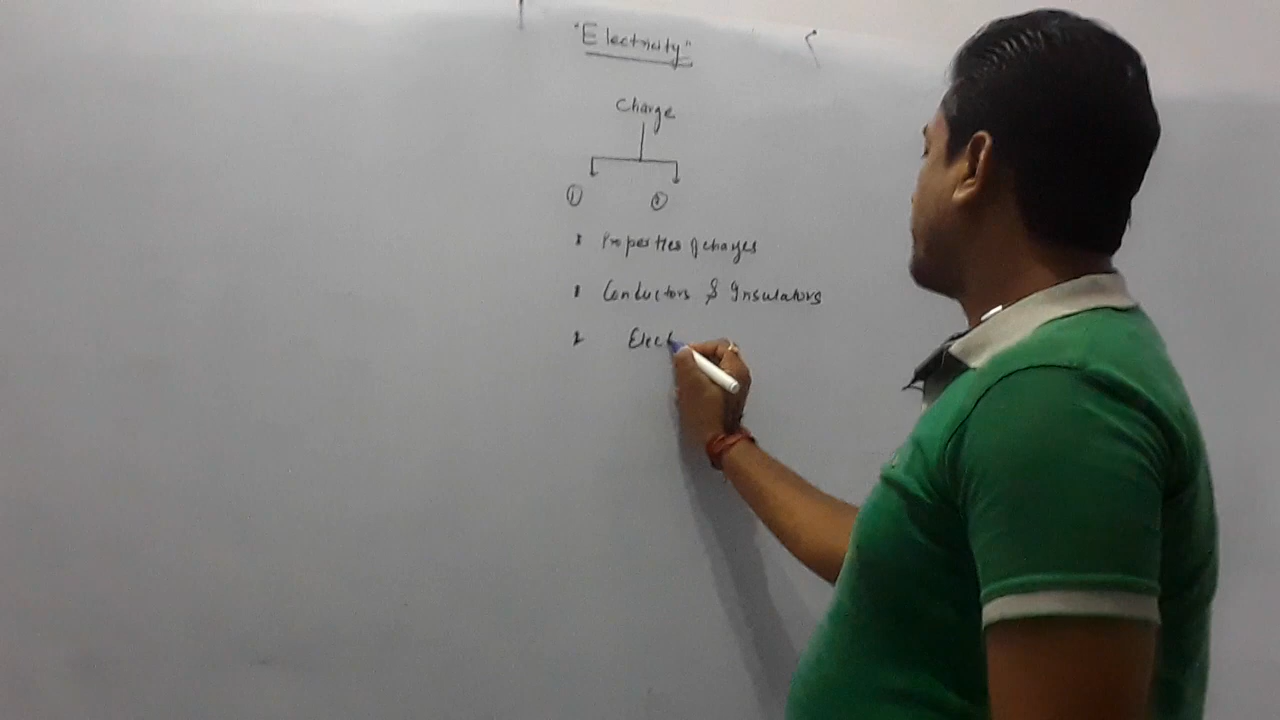 "Electricity"
Charge
① ②
Properties of charges
Conductors & Insulators
Elect